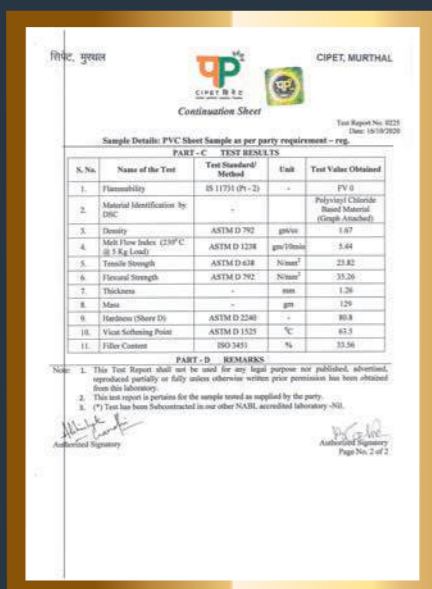 सिपेट, मुरथल
CIPET, MURTHAL
Continuation Sheet
Test Report No. 0225
Date: 16/10/2020
Sample Details: PVC Sheet Sample as per party requirement – reg.
PART - C TEST RESULTS
S. No. Name of the Test Test Standard/ Method Unit Test Value Obtained
1. Flammability IS 11731 (Pt - 2) - FV 0
2. Material Identification by DSC - Polyvinyl Chloride Based Material (Graph Attached)
3. Density ASTM D 792 gm/cc 1.67
4. Melt Flow Index (230°C @ 5 Kg Load) ASTM D 1238 gm/10min 5.44
5. Tensile Strength ASTM D 638 N/mm² 23.82
6. Flexural Strength ASTM D 792 N/mm² 35.26
7. Thickness - mm 1.26
8. Mass - gm 129
9. Hardness (Shore D) ASTM D 2240 - 80.8
10. Vicat Softening Point ASTM D 1525 °C 63.5
11. Filler Content ISO 3451 % 33.56
PART - D REMARKS
Note: 1. This Test Report shall not be used for any legal purpose nor published, advertised,
reproduced partially or fully unless otherwise written prior permission has been obtained
from this laboratory.
2. This test report is pertains for the sample tested as supplied by the party.
3. (*) Test has been Subcontracted in our other NABL accredited laboratory -Nil.
Authorized Signatory
Authorized Signatory
Page No. 2 of 2